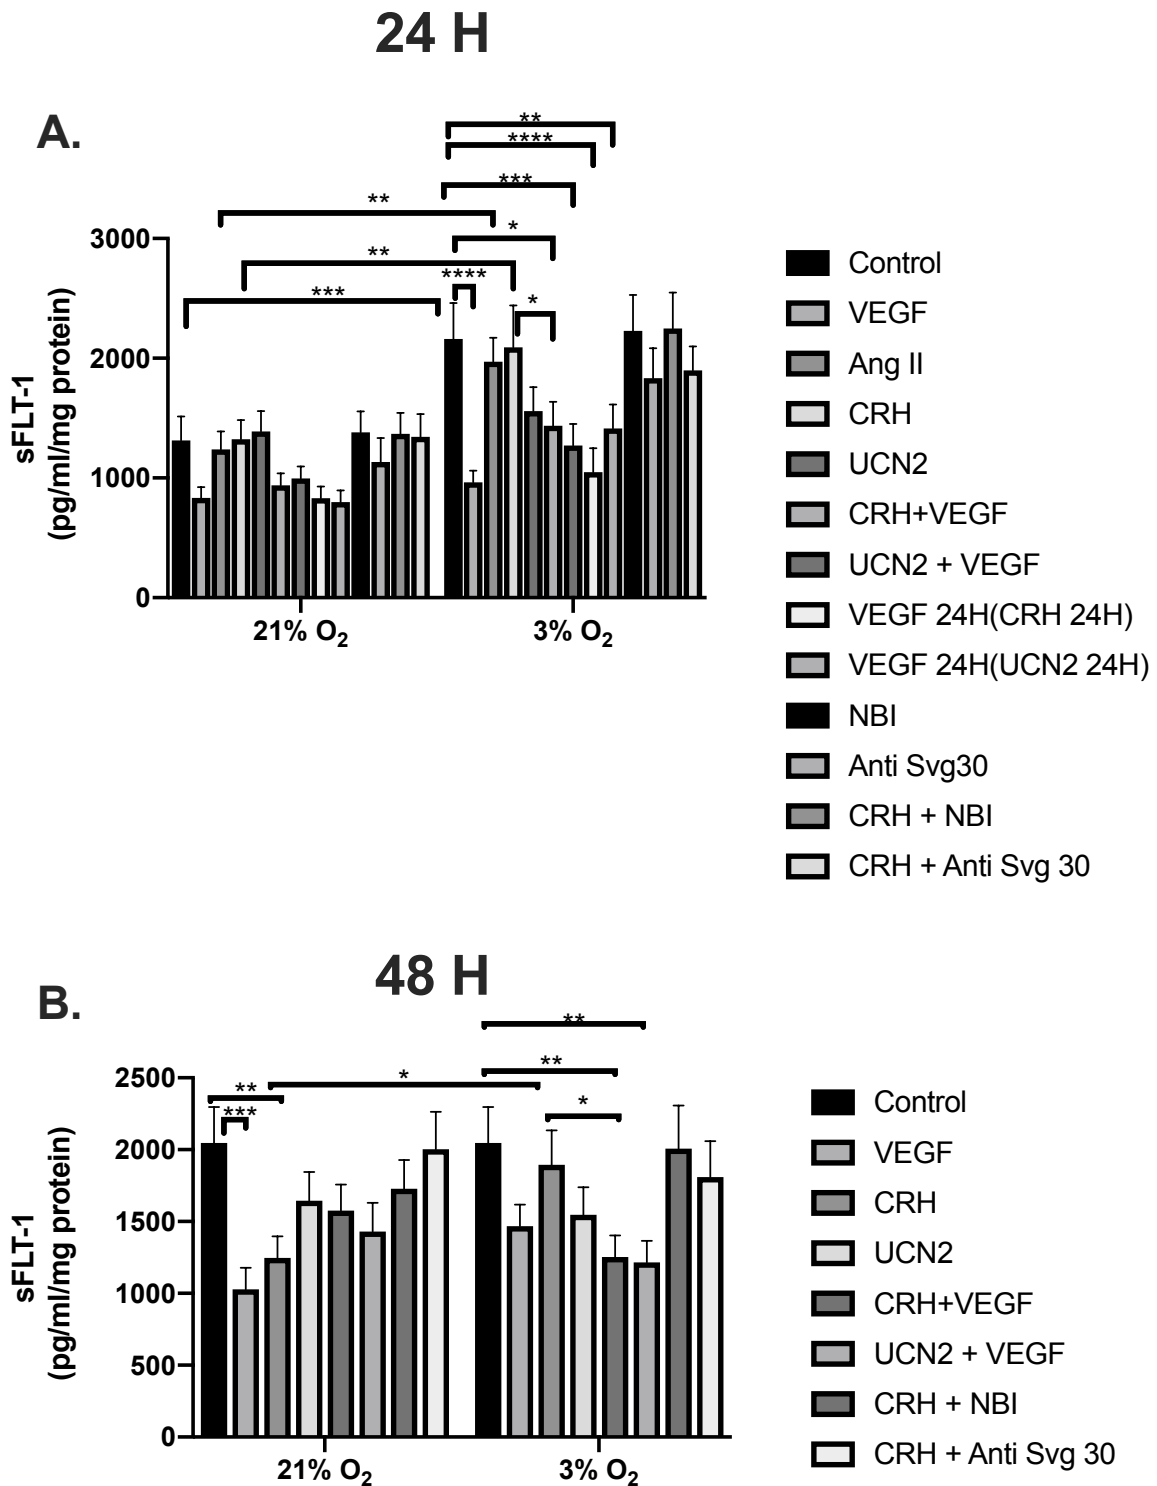 24 H
A.
**
****
***
**
*
**
****
***
*
3000
2000
1000
0
sFLT-1
(pg/ml/mg protein)
21% O₂
3% O₂
Control
VEGF
Ang II
CRH
UCN2
CRH+VEGF
UCN2 + VEGF
VEGF 24H(CRH 24H)
VEGF 24H(UCN2 24H)
NBI
Anti Svg30
CRH + NBI
CRH + Anti Svg 30
48 H
B.
**
**
*
**
***
*
2500
2000
1500
1000
500
0
sFLT-1
(pg/ml/mg protein)
21% O₂
3% O₂
Control
VEGF
CRH
UCN2
CRH+VEGF
UCN2 + VEGF
CRH + NBI
CRH + Anti Svg 30